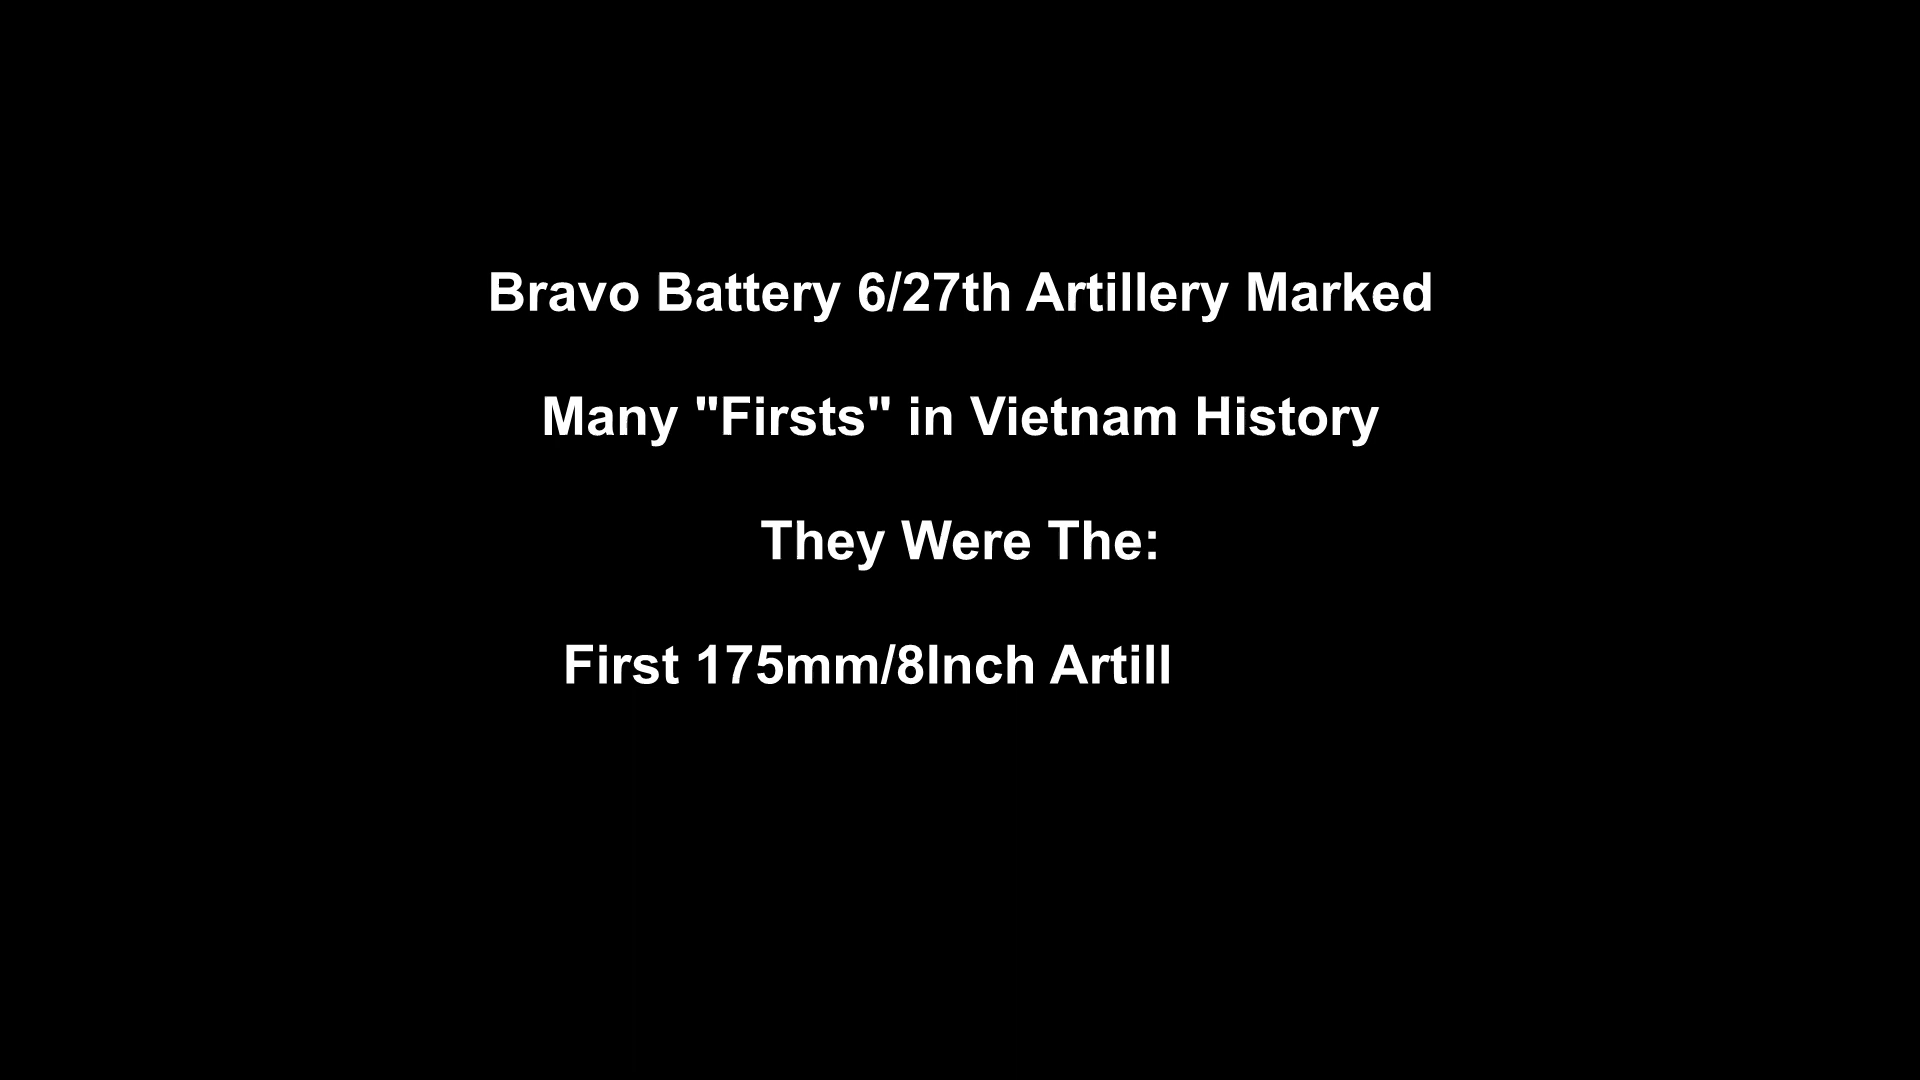 Bravo Battery 6/27th Artillery Marked
Many "Firsts" in Vietnam History
They Were The:
First 175mm/8Inch Artill